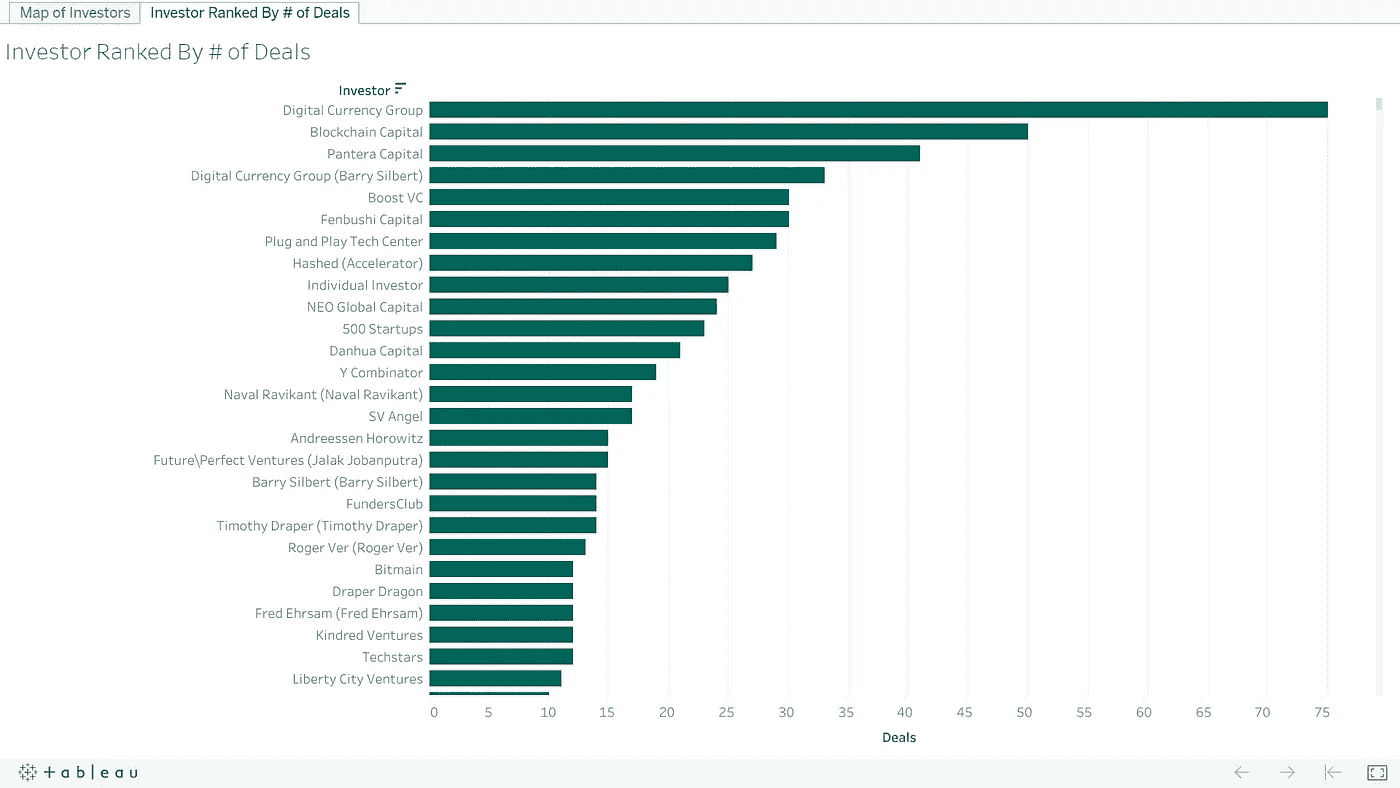 Map of Investors
Investor Ranked By # of Deals
Investor Ranked By # of Deals
Investor
Digital Currency Group
Blockchain Capital
Pantera Capital
Digital Currency Group (Barry Silbert)
Boost VC
Fenbushi Capital
Plug and Play Tech Center
Hashed (Accelerator)
Individual Investor
NEO Global Capital
500 Startups
Danhua Capital
Y Combinator
Naval Ravikant (Naval Ravikant)
SV Angel
Andreessen Horowitz
Future\Perfect Ventures (Jalak Jobanputra)
Barry Silbert (Barry Silbert)
FundersClub
Timothy Draper (Timothy Draper)
Roger Ver (Roger Ver)
Bitmain
Draper Dragon
Fred Ehrsam (Fred Ehrsam)
Kindred Ventures
Techstars
Liberty City Ventures
0 5 10 15 20 25 30 35 40 45 50 55 60 65 70 75
Deals
+ableau